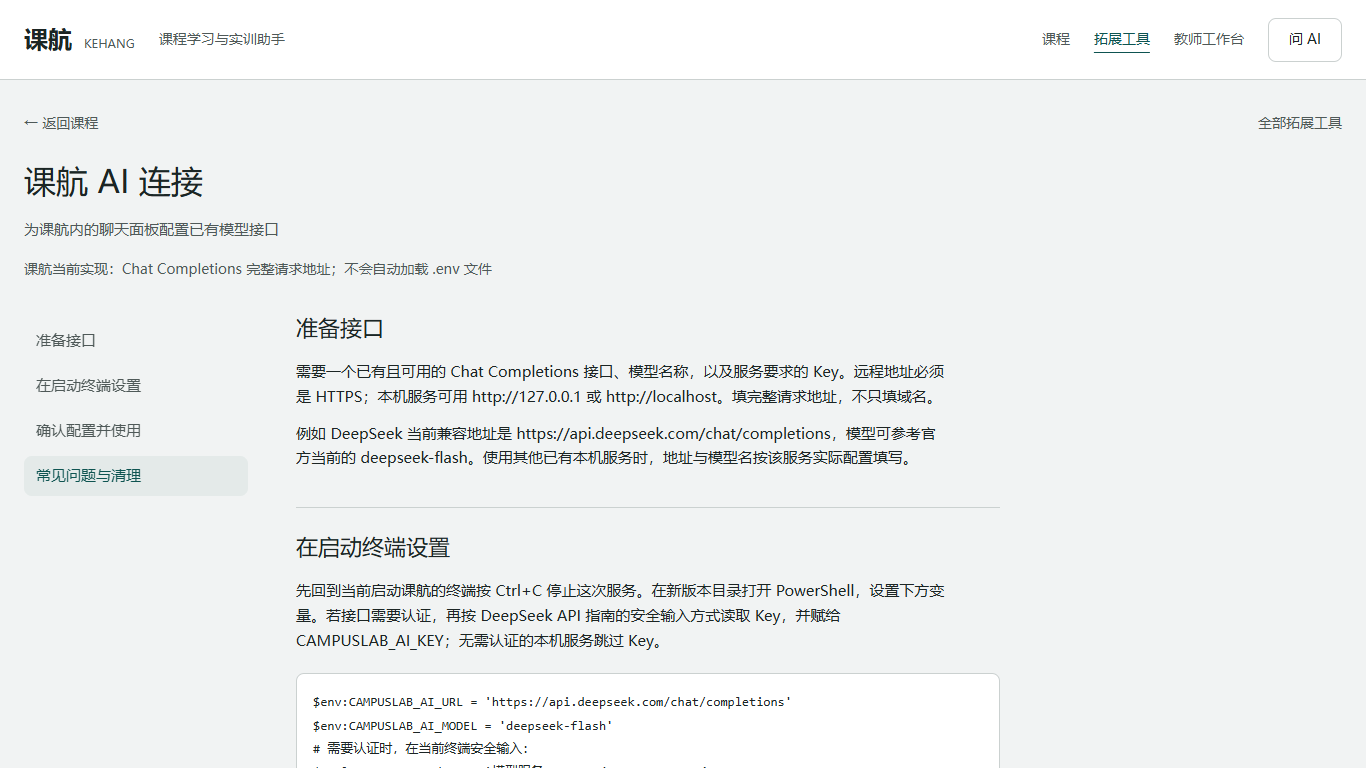 课航 KEHANG 课程学习与实训助手 课程 拓展工具 教师工作台 问 AI
← 返回课程 全部拓展工具
课航 AI 连接
为课航内的聊天面板配置已有模型接口
课航当前实现：Chat Completions 完整请求地址；不会自动加载 .env 文件
准备接口
在启动终端设置
确认配置并使用
常见问题与清理
准备接口
需要一个已有且可用的 Chat Completions 接口、模型名称，以及服务要求的 Key。远程地址必须
是 HTTPS；本机服务可用 http://127.0.0.1 或 http://localhost。填完整请求地址，不只填域名。
例如 DeepSeek 当前兼容地址是 https://api.deepseek.com/chat/completions，模型可参考官
方当前的 deepseek-flash。使用其他已有本机服务时，地址与模型名按该服务实际配置填写。
在启动终端设置
先回到当前启动课航的终端按 Ctrl+C 停止这次服务。在新版本目录打开 PowerShell，设置下方变
量。若接口需要认证，再按 DeepSeek API 指南的安全输入方式读取 Key，并赋给
CAMPUSLAB_AI_KEY；无需认证的本机服务跳过 Key。
$env:CAMPUSLAB_AI_URL = 'https://api.deepseek.com/chat/completions'
$env:CAMPUSLAB_AI_MODEL = 'deepseek-flash'
# 需要认证时，在当前终端安全输入：